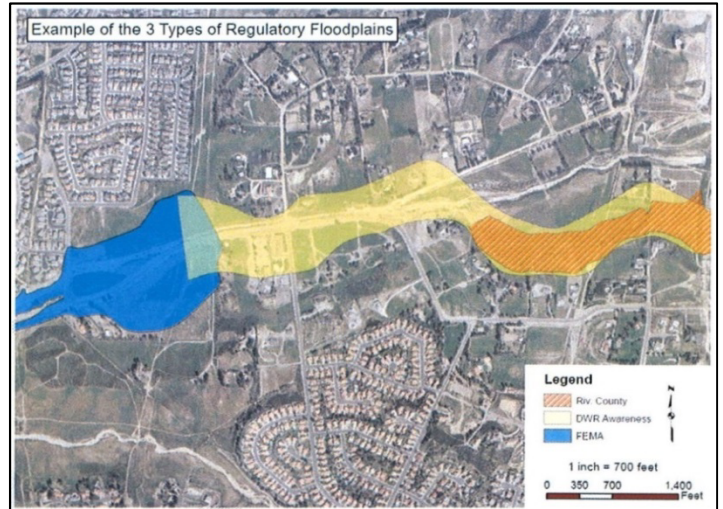 Example of the 3 Types of Regulatory Floodplains
Legend
Riv. County
DWR Awareness
FEMA
N
1 inch = 700 feet
0 350 700 1,400
Feet